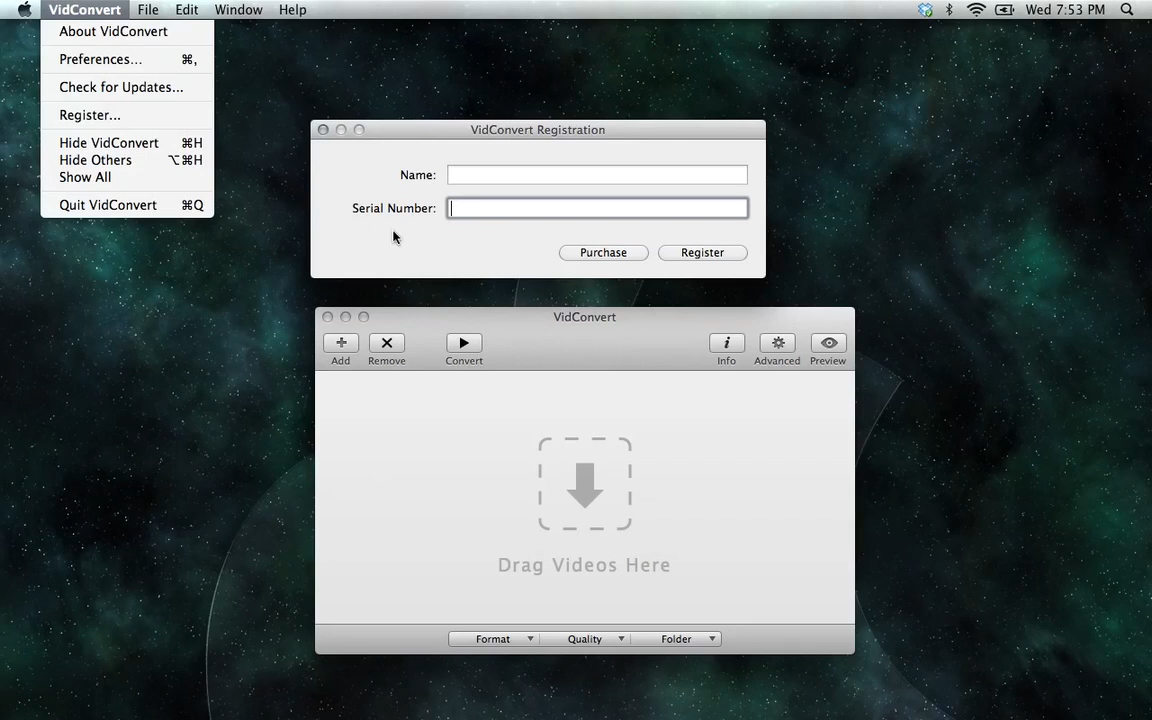 VidConvert File Edit Window Help Wed 7:53 PM
About VidConvert
Preferences... ⌘,
Check for Updates...
Register...
Hide VidConvert ⌘H
Hide Others ⌥⌘H
Show All
Quit VidConvert ⌘Q
VidConvert Registration
Name:
Serial Number:
Purchase Register
VidConvert
Add Remove Convert Info Advanced Preview
Drag Videos Here
Format Quality Folder